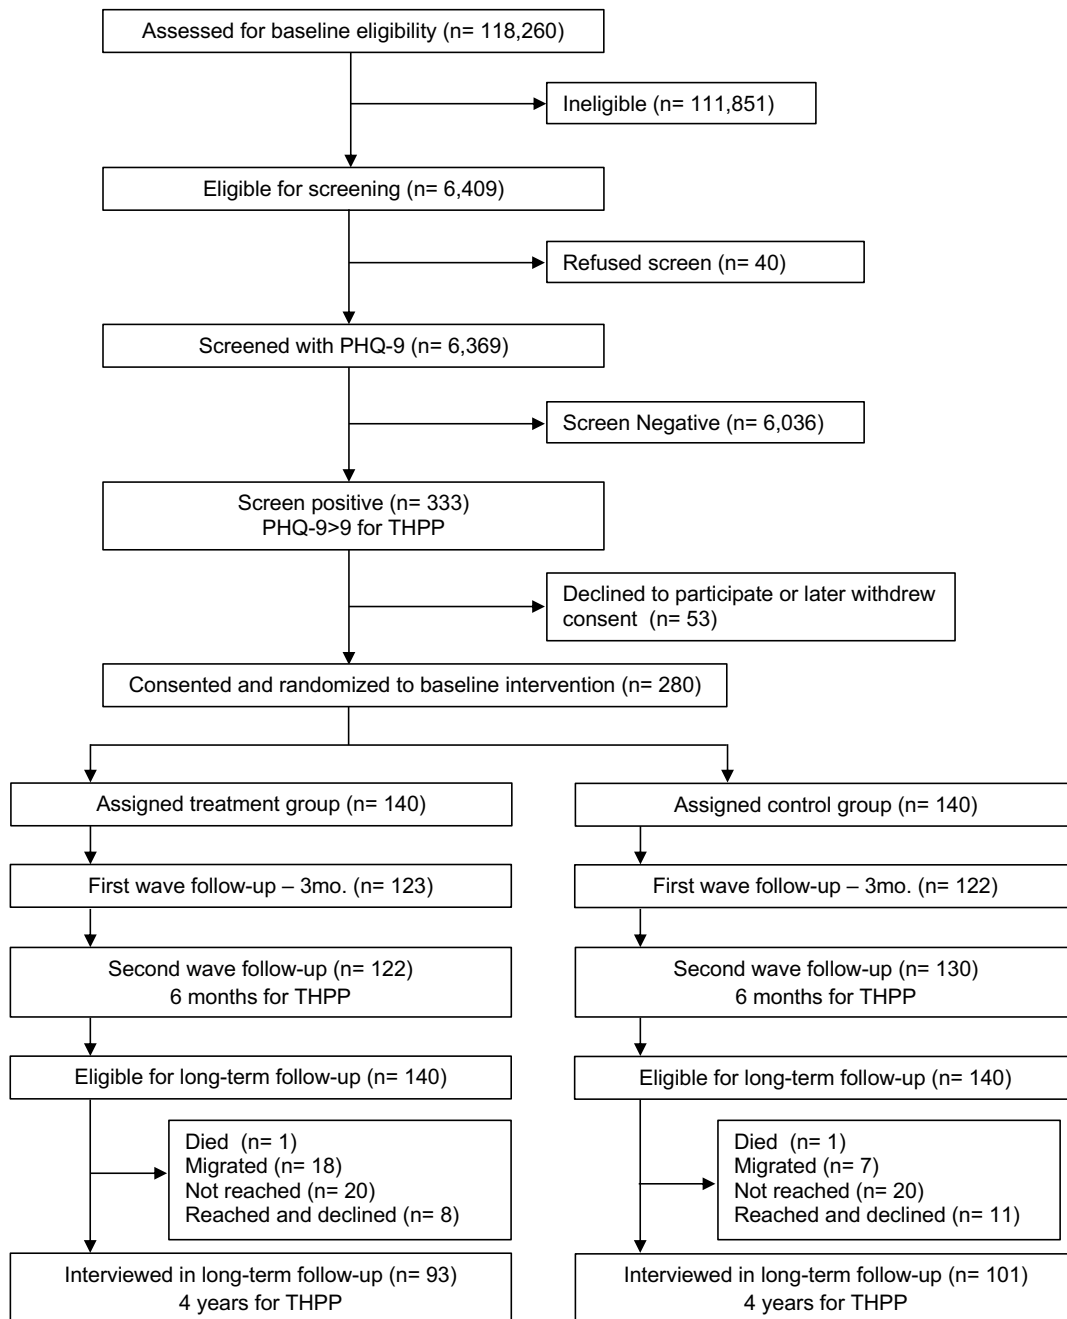 Assessed for baseline eligibility (n= 118,260)
Ineligible (n= 111,851)
Eligible for screening (n= 6,409)
Refused screen (n= 40)
Screened with PHQ-9 (n= 6,369)
Screen Negative (n= 6,036)
Screen positive (n= 333)
PHQ-9>9 for THPP
Declined to participate or later withdrew
consent (n= 53)
Consented and randomized to baseline intervention (n= 280)
Assigned treatment group (n= 140)
Assigned control group (n= 140)
First wave follow-up – 3mo. (n= 123)
First wave follow-up – 3mo. (n= 122)
Second wave follow-up (n= 122)
6 months for THPP
Second wave follow-up (n= 130)
6 months for THPP
Eligible for long-term follow-up (n= 140)
Eligible for long-term follow-up (n= 140)
Died (n= 1)
Migrated (n= 18)
Not reached (n= 20)
Reached and declined (n= 8)
Died (n= 1)
Migrated (n= 7)
Not reached (n= 20)
Reached and declined (n= 11)
Interviewed in long-term follow-up (n= 93)
4 years for THPP
Interviewed in long-term follow-up (n= 101)
4 years for THPP